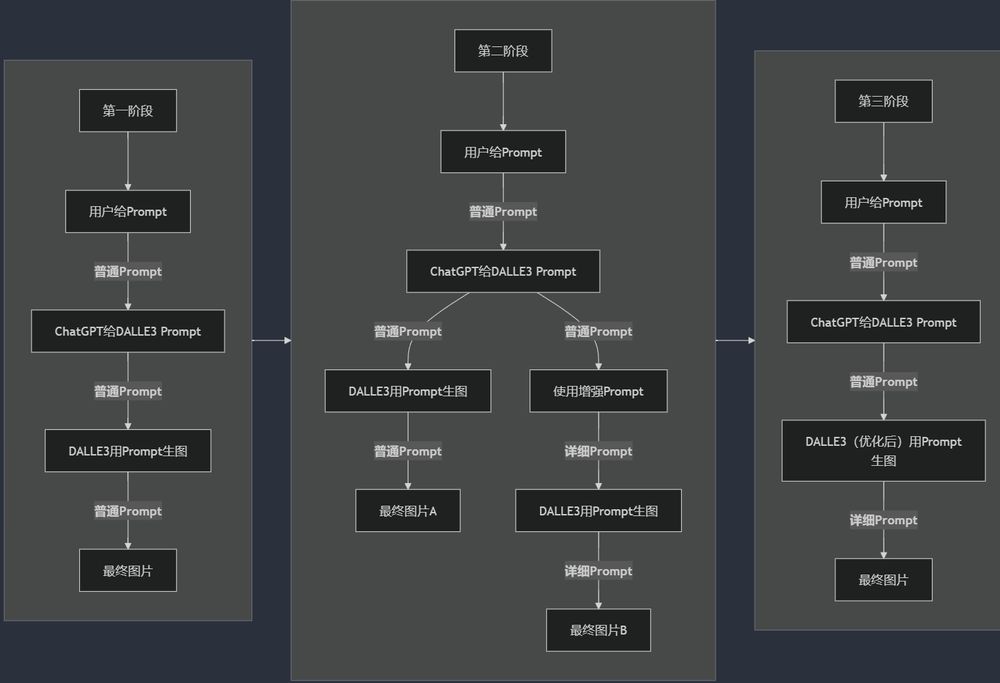 第一阶段
用户给Prompt
普通Prompt
ChatGPT给DALLE3 Prompt
普通Prompt
DALLE3用Prompt生图
普通Prompt
最终图片
第二阶段
用户给Prompt
普通Prompt
ChatGPT给DALLE3 Prompt
普通Prompt
普通Prompt
DALLE3用Prompt生图
使用增强Prompt
普通Prompt
详细Prompt
最终图片A
DALLE3用Prompt生图
详细Prompt
最终图片B
第三阶段
用户给Prompt
普通Prompt
ChatGPT给DALLE3 Prompt
普通Prompt
DALLE3（优化后）用Prompt
生图
详细Prompt
最终图片